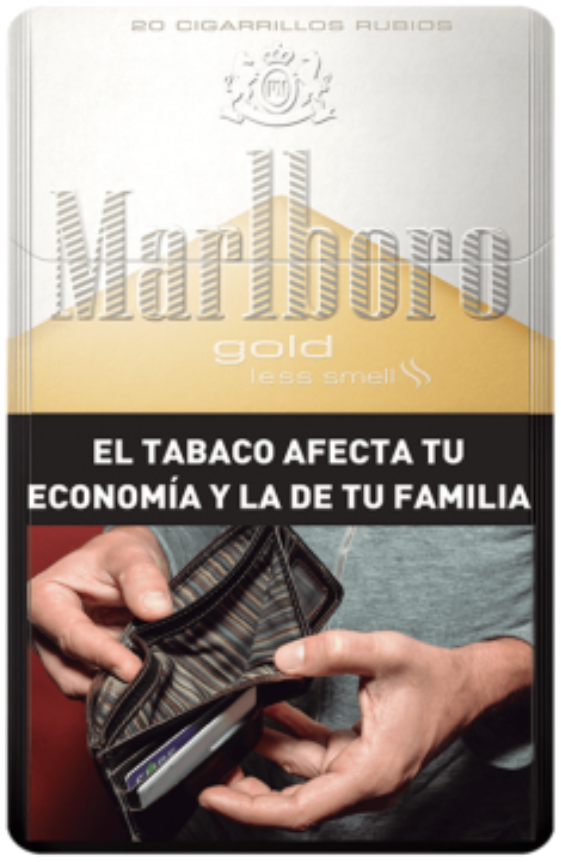 20 CIGARRILLOS RUBIOS
Marlboro
gold
less smell
EL TABACO AFECTA TU
ECONOMÍA Y LA DE TU FAMILIA